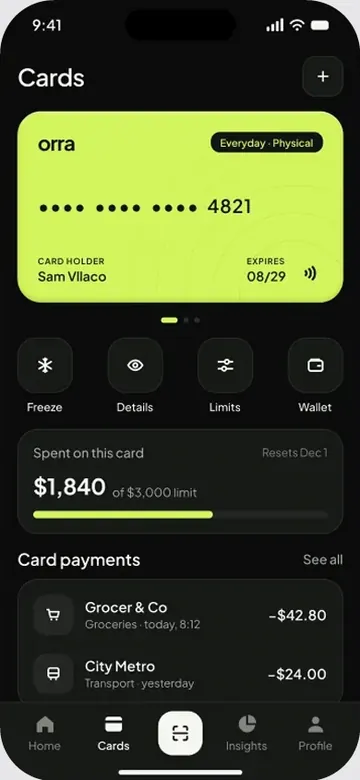 9:41
Cards
orra
Everyday · Physical
•••• •••• •••• 4821
CARD HOLDER
Sam Vllaco
EXPIRES
08/29
Freeze
Details
Limits
Wallet
Spent on this card
Resets Dec 1
$1,840 of $3,000 limit
Card payments
See all
Grocer & Co
Groceries · today, 8:12
−$42.80
City Metro
Transport · yesterday
−$24.00
Home
Cards
Insights
Profile